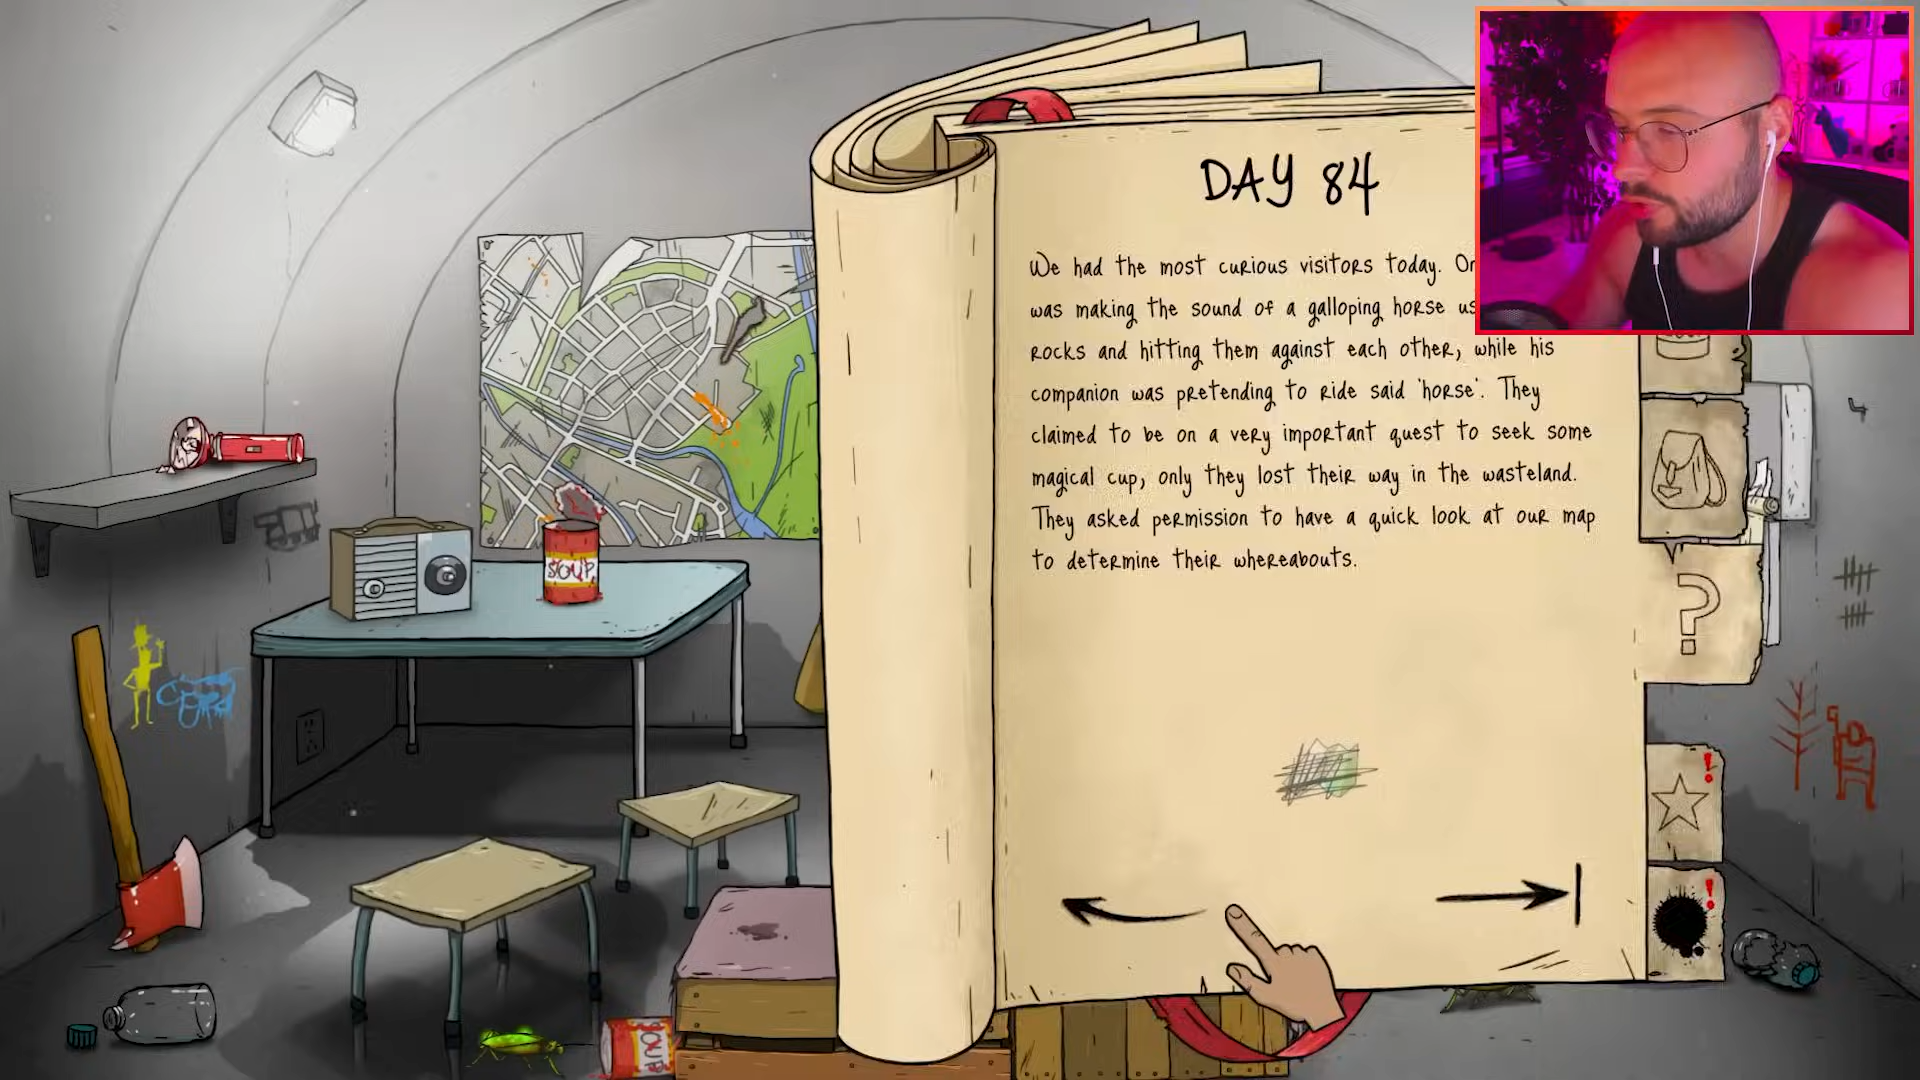 DAY 84
We had the most curious visitors today.
was making the sound of a galloping horse
rocks and hitting them against each other, while his
companion was pretending to ride said 'horse'. They
claimed to be on a very important quest to seek some
magical cup, only they lost their way in the wasteland.
They asked permission to have a quick look at our map
to determine their whereabouts.
SOUP